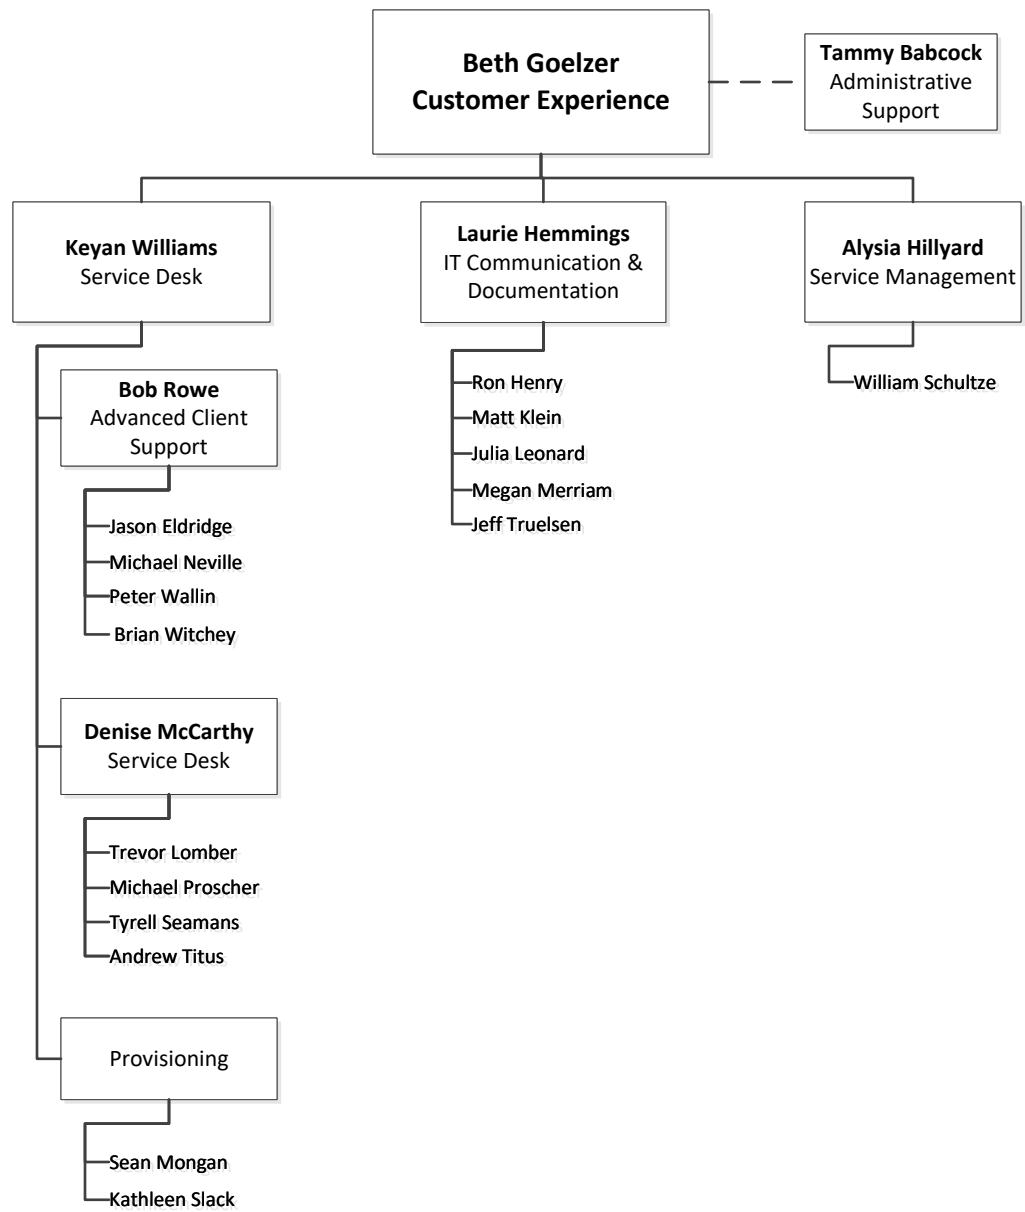 Beth Goelzer
Customer Experience
Tammy Babcock
Administrative
Support
Keyan Williams
Service Desk
Laurie Hemmings
IT Communication &
Documentation
Alysia Hillyard
Service Management
Bob Rowe
Advanced Client
Support
Jason Eldridge
Michael Neville
Peter Wallin
Brian Witchey
Denise McCarthy
Service Desk
Trevor Lomber
Michael Proscher
Tyrell Seamans
Andrew Titus
Provisioning
Sean Mongan
Kathleen Slack
Ron Henry
Matt Klein
Julia Leonard
Megan Merriam
Jeff Truelsen
William Schultze